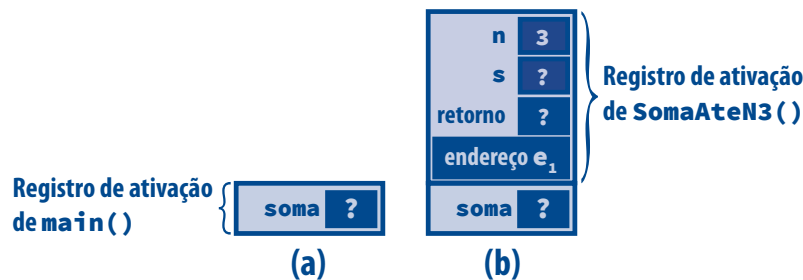 n 3
s ?
retorno ?
endereço e1
Registro de ativação
de SomaAteN3()
Registro de ativação
de main()
soma ?
soma ?
(a)
(b)